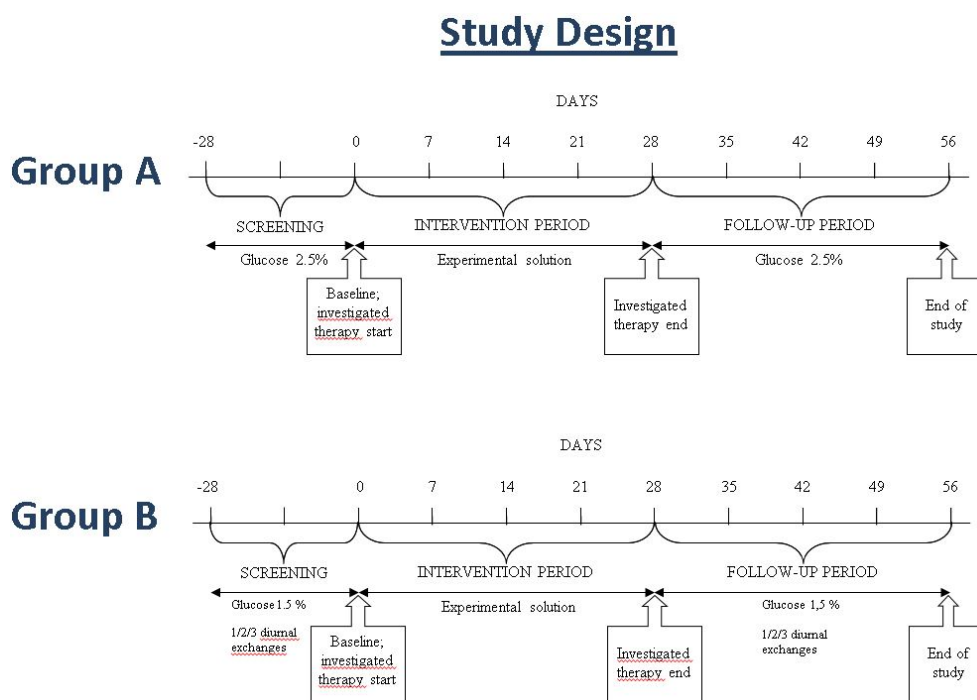 Study Design
DAYS
-28 0 7 14 21 28 35 42 49 56
Group A
SCREENING INTERVENTION PERIOD FOLLOW-UP PERIOD
Glucose 2.5% Experimental solution Glucose 2.5%
Baseline;
investigated
therapy start
Investigated
therapy end
End of
study
DAYS
-28 0 7 14 21 28 35 42 49 56
Group B
SCREENING INTERVENTION PERIOD FOLLOW-UP PERIOD
Glucose 1.5 % Experimental solution Glucose 1,5 %
1/2/3 diurnal
exchanges
1/2/3 diurnal
exchanges
Baseline;
investigated
therapy start
Investigated
therapy end
End of
study